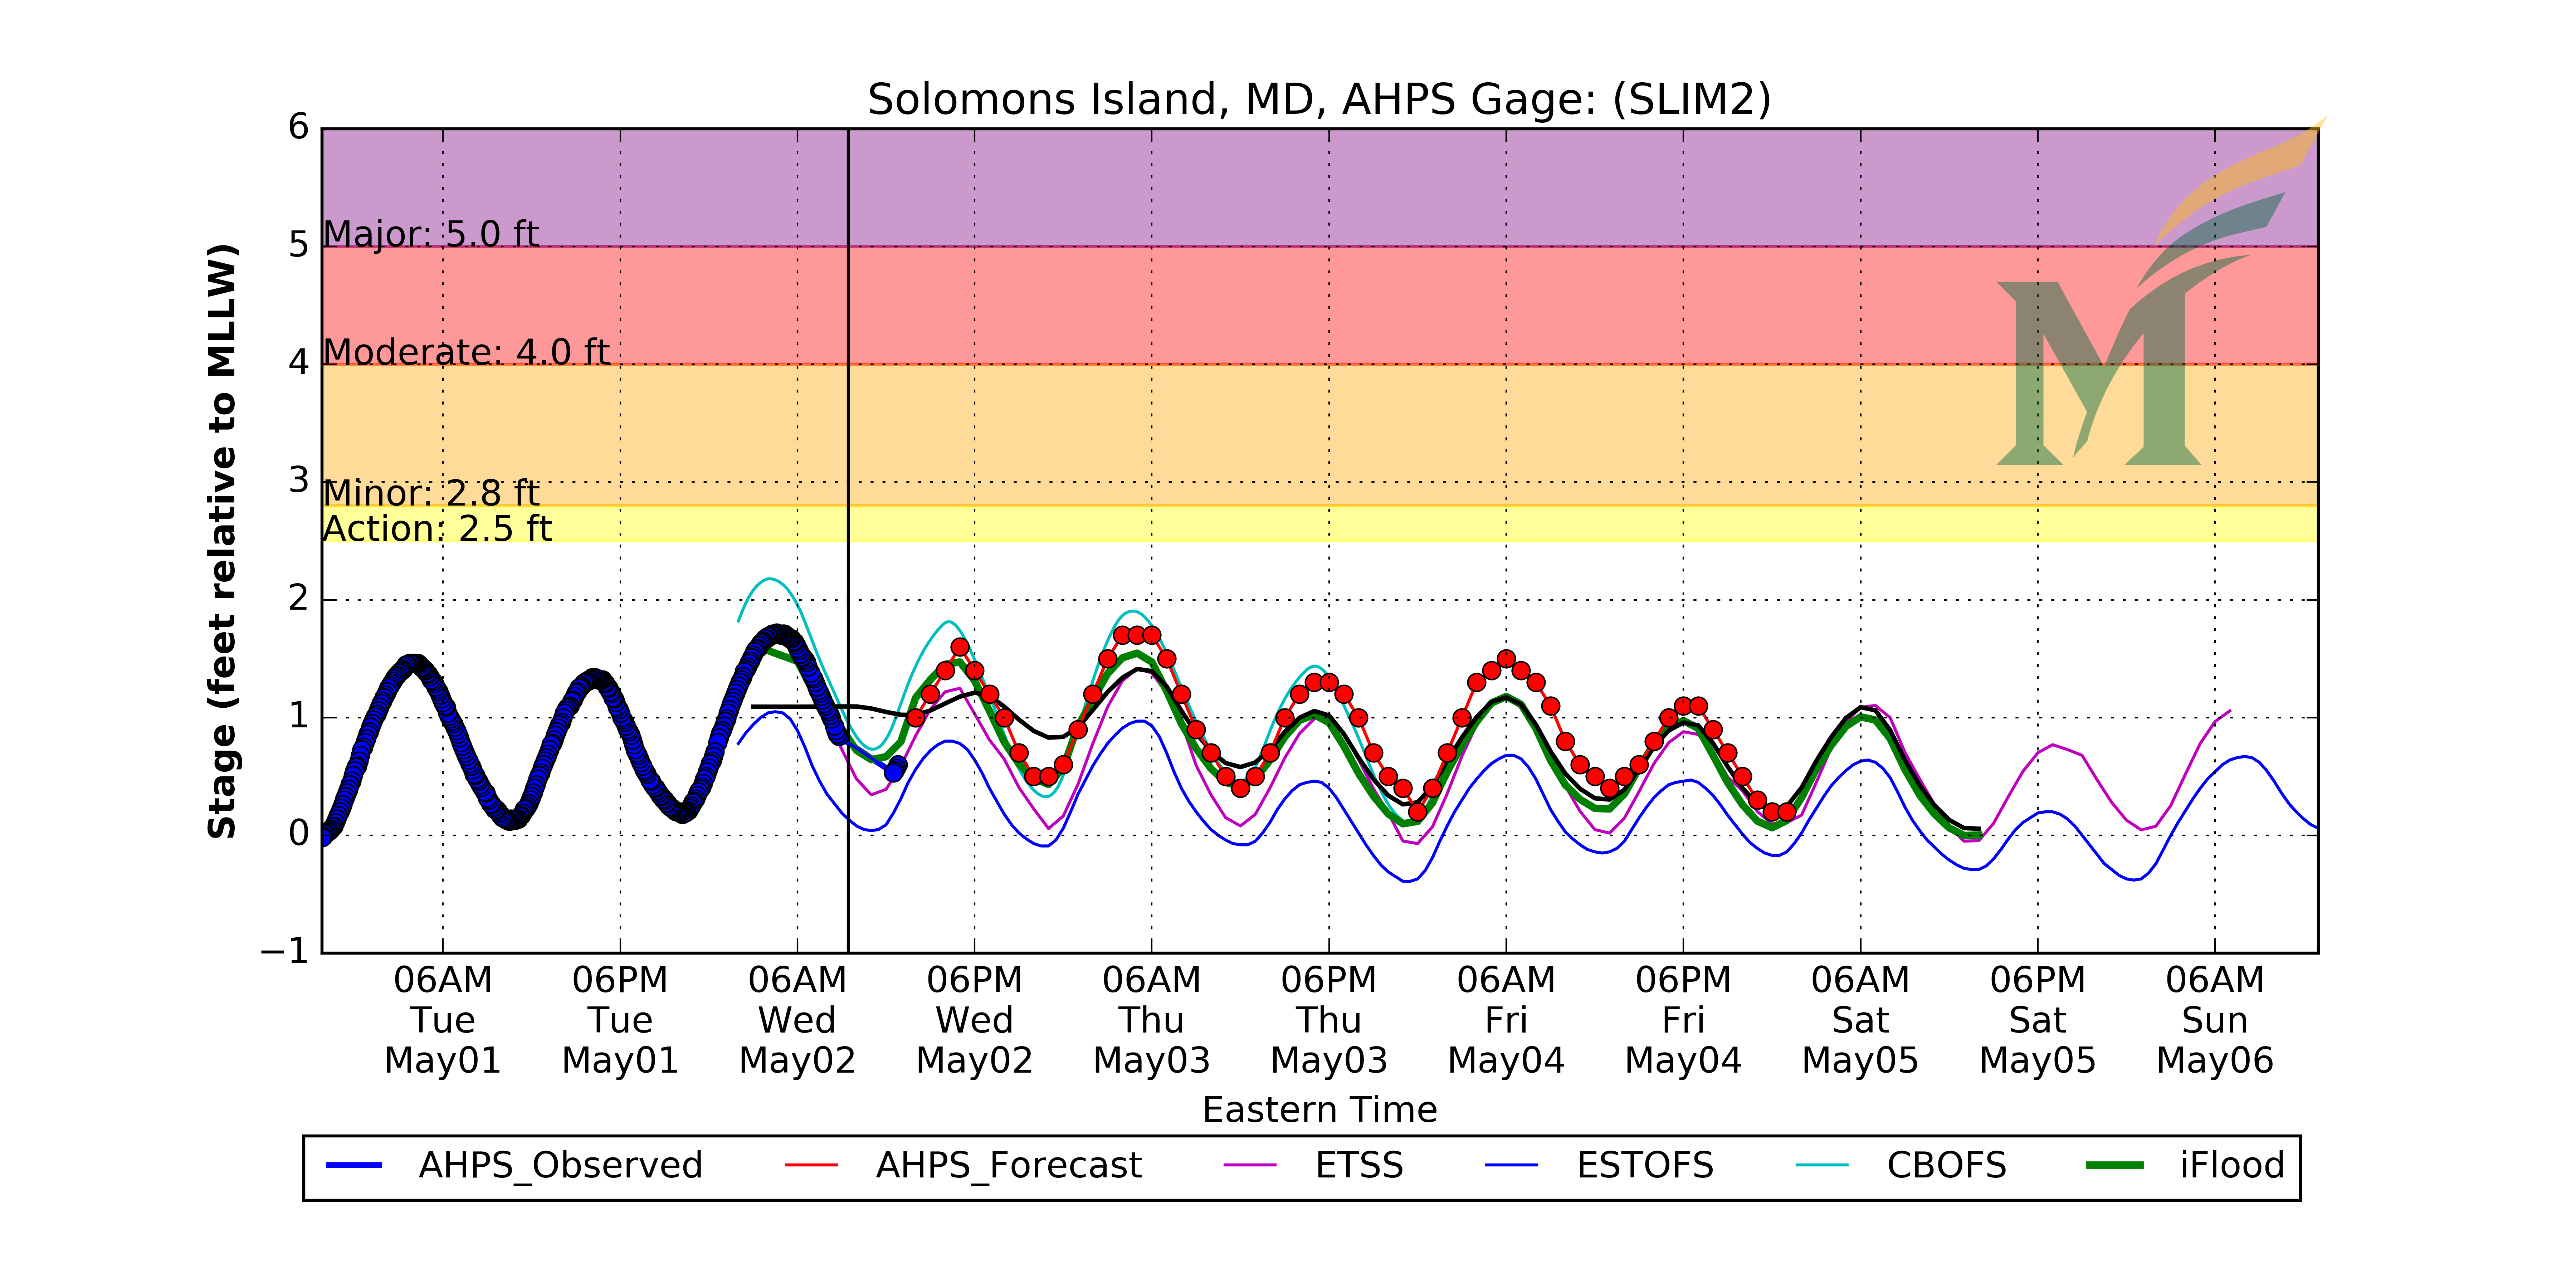 Solomons Island, MD, AHPS Gage: (SLIM2)
Stage (feet relative to MLLW)
6
5
4
3
2
1
0
−1
Major: 5.0 ft
Moderate: 4.0 ft
Minor: 2.8 ft
Action: 2.5 ft
M
06AM 06PM 06AM 06PM 06AM 06PM 06AM 06PM 06AM 06PM 06AM
Tue Tue Wed Wed Thu Thu Fri Fri Sat Sat Sun
May01 May01 May02 May02 May03 May03 May04 May04 May05 May05 May06
Eastern Time
AHPS_Observed AHPS_Forecast ETSS ESTOFS CBOFS iFlood